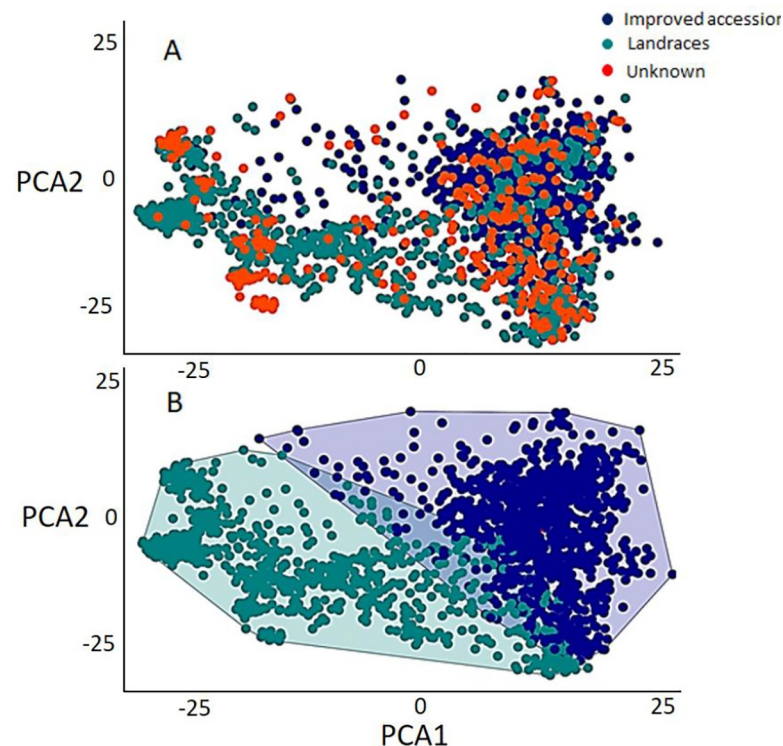 Improved accession
Landraces
Unknown
A
25
PCA2 0
-25
-25 0 25
B
25
PCA2 0
-25
-25 0 25
PCA1